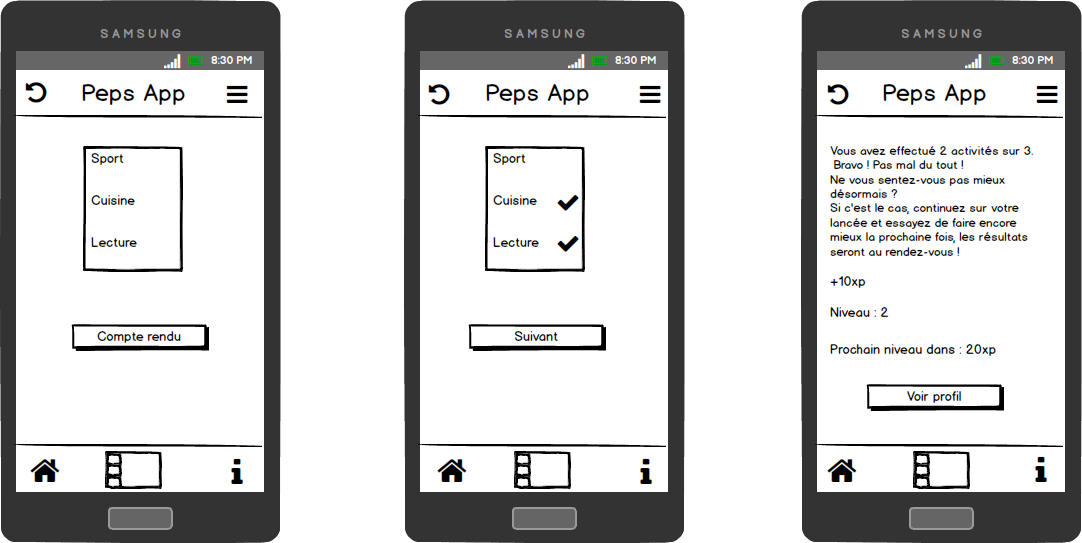 SAMSUNG
8:30 PM
Peps App
Sport
Cuisine
Lecture
Compte rendu
SAMSUNG
8:30 PM
Peps App
Sport
Cuisine
Lecture
Suivant
SAMSUNG
8:30 PM
Peps App
Vous avez effectué 2 activités sur 3.
Bravo ! Pas mal du tout !
Ne vous sentez-vous pas mieux
désormais ?
Si c'est le cas, continuez sur votre
lancée et essayez de faire encore
mieux la prochaine fois, les résultats
seront au rendez-vous !
+10xp
Niveau : 2
Prochain niveau dans : 20xp
Voir profil